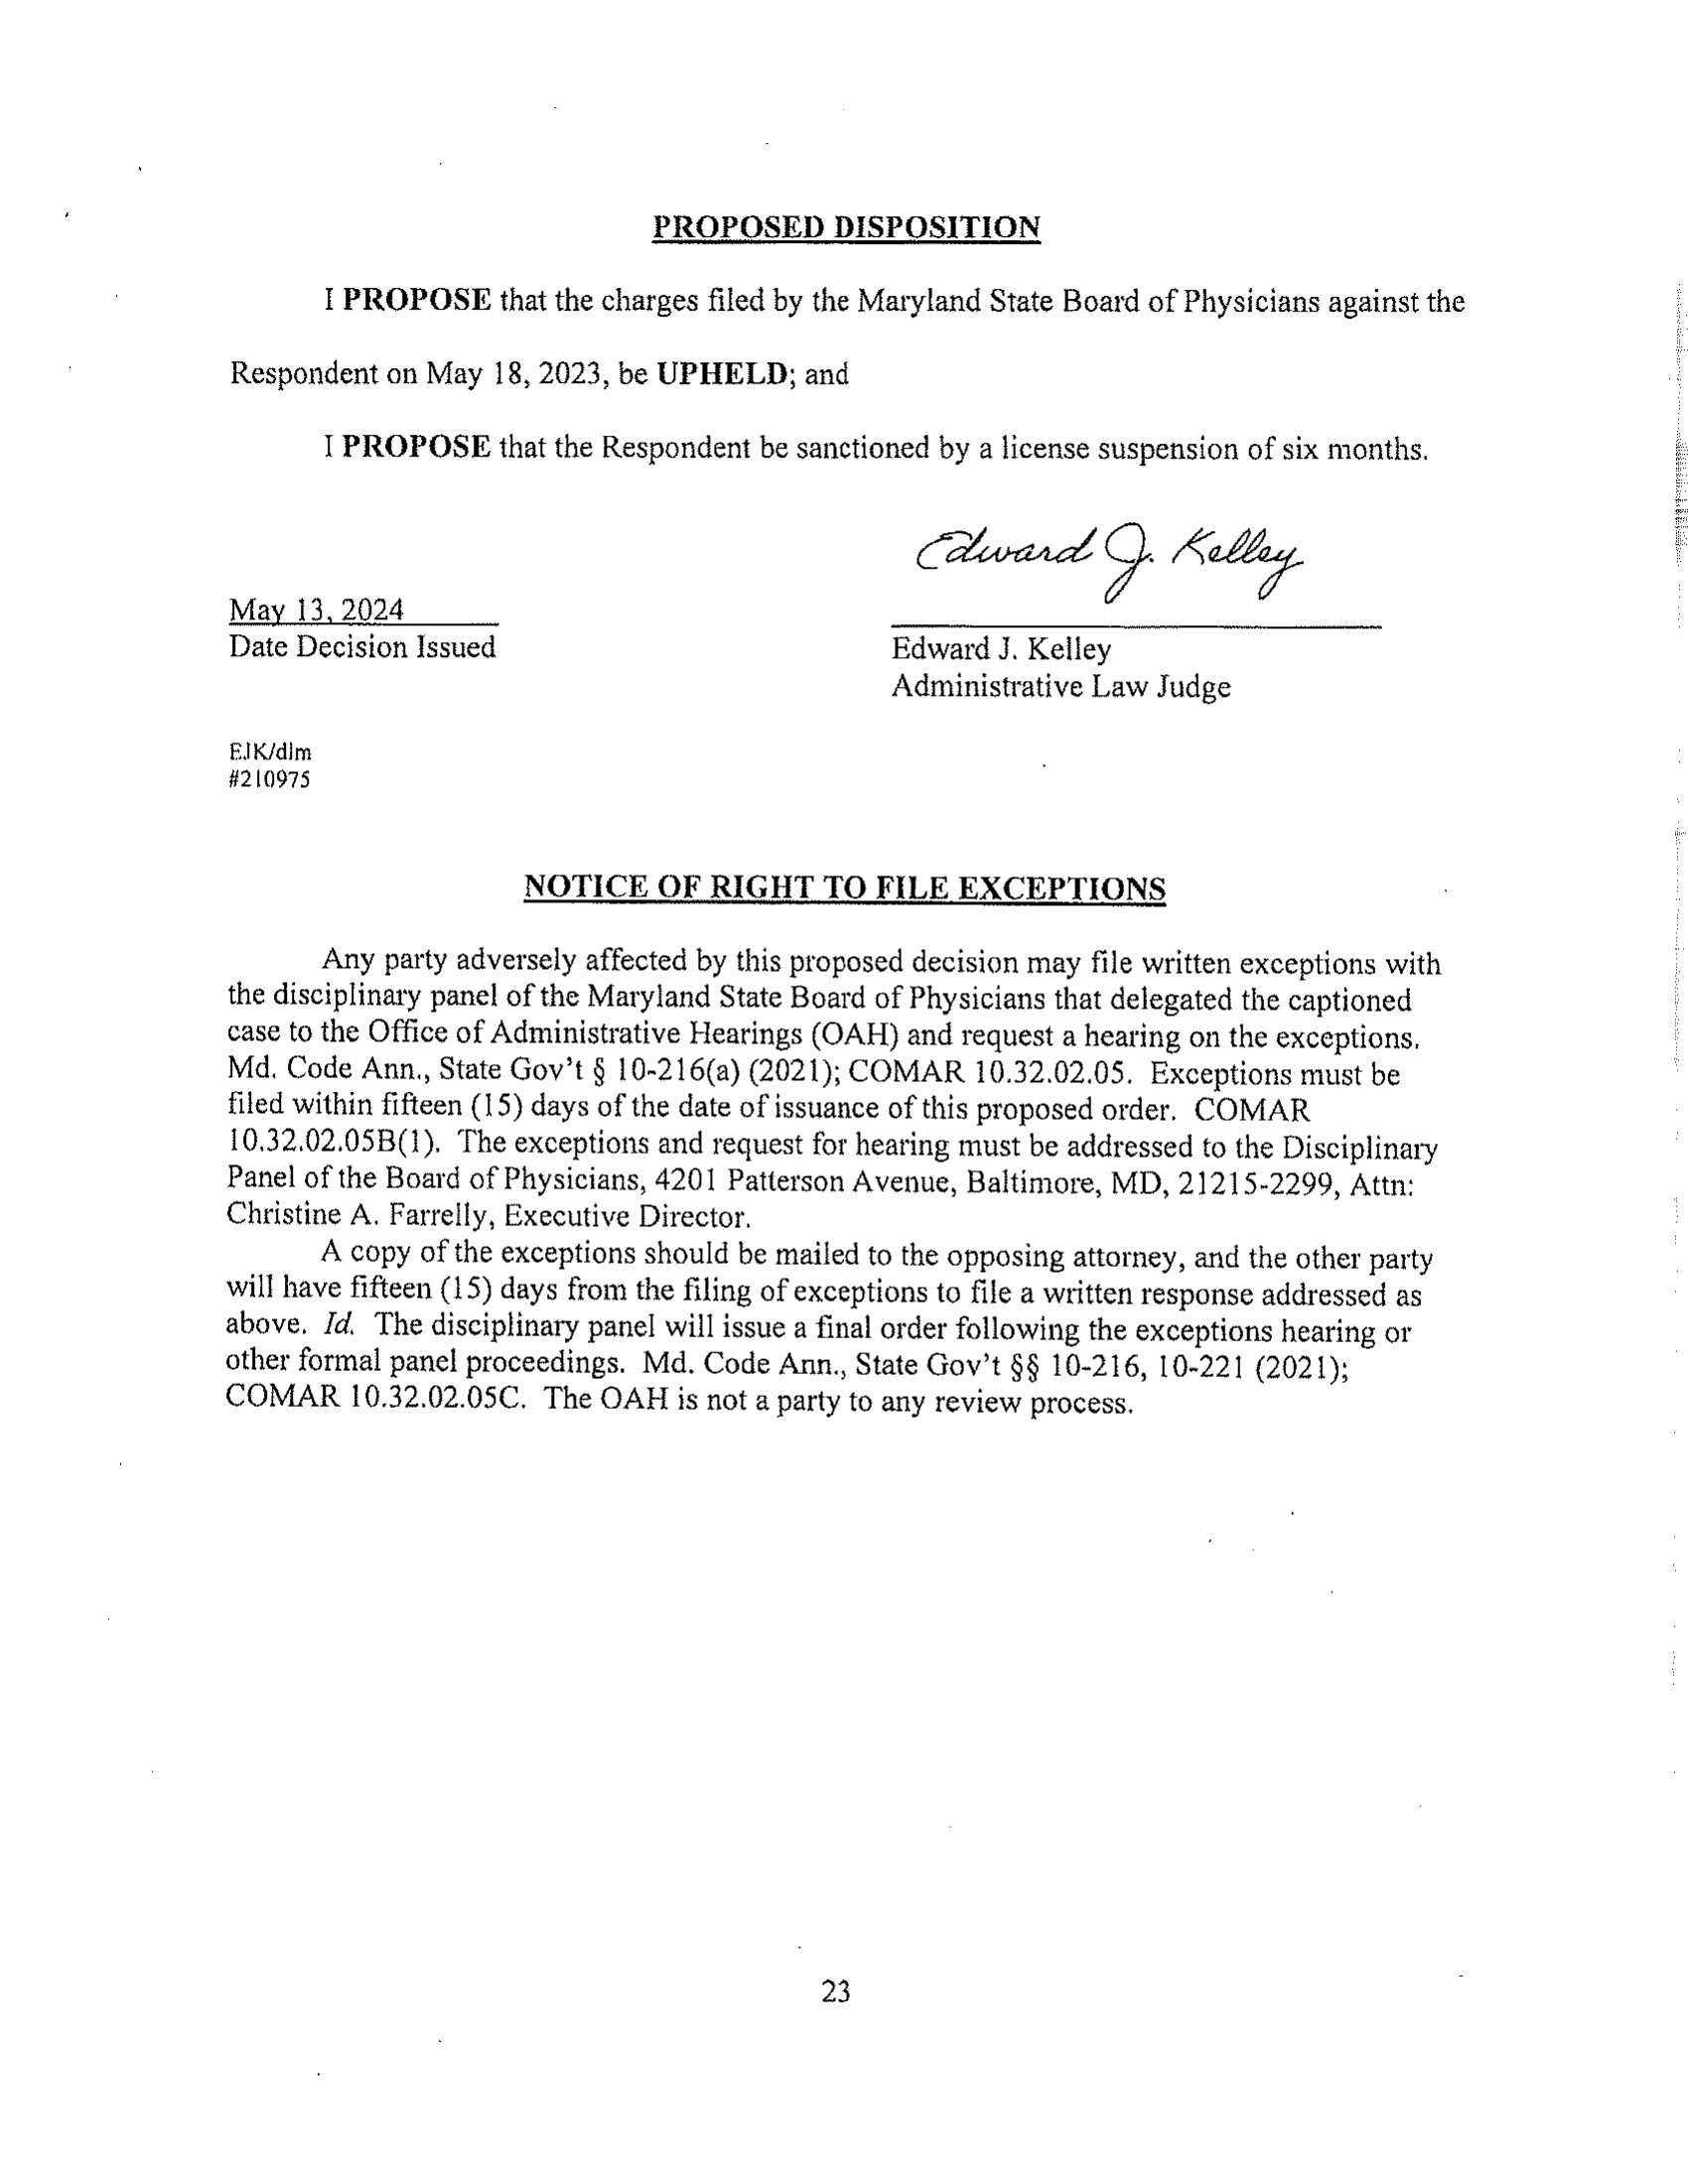 PROPOSED DISPOSITION
I PROPOSE that the charges filed by the Maryland State Board of Physicians against the
Respondent on May 18, 2023, be UPHELD; and
I PROPOSE that the Respondent be sanctioned by a license suspension of six months.
Edward J. Kelley
May 13, 2024
Date Decision Issued
Edward J. Kelley
Administrative Law Judge
EJK/dlm
#210975
NOTICE OF RIGHT TO FILE EXCEPTIONS
Any party adversely affected by this proposed decision may file written exceptions with
the disciplinary panel of the Maryland State Board of Physicians that delegated the captioned
case to the Office of Administrative Hearings (OAH) and request a hearing on the exceptions.
Md. Code Ann., State Gov't § 10-216(a) (2021); COMAR 10.32.02.05. Exceptions must be
filed within fifteen (15) days of the date of issuance of this proposed order. COMAR
10.32.02.05B(1). The exceptions and request for hearing must be addressed to the Disciplinary
Panel of the Board of Physicians, 4201 Patterson Avenue, Baltimore, MD, 21215-2299, Attn:
Christine A. Farrelly, Executive Director.
A copy of the exceptions should be mailed to the opposing attorney, and the other party
will have fifteen (15) days from the filing of exceptions to file a written response addressed as
above. Id. The disciplinary panel will issue a final order following the exceptions hearing or
other formal panel proceedings. Md. Code Ann., State Gov't §§ 10-216, 10-221 (2021);
COMAR 10.32.02.05C. The OAH is not a party to any review process.
23